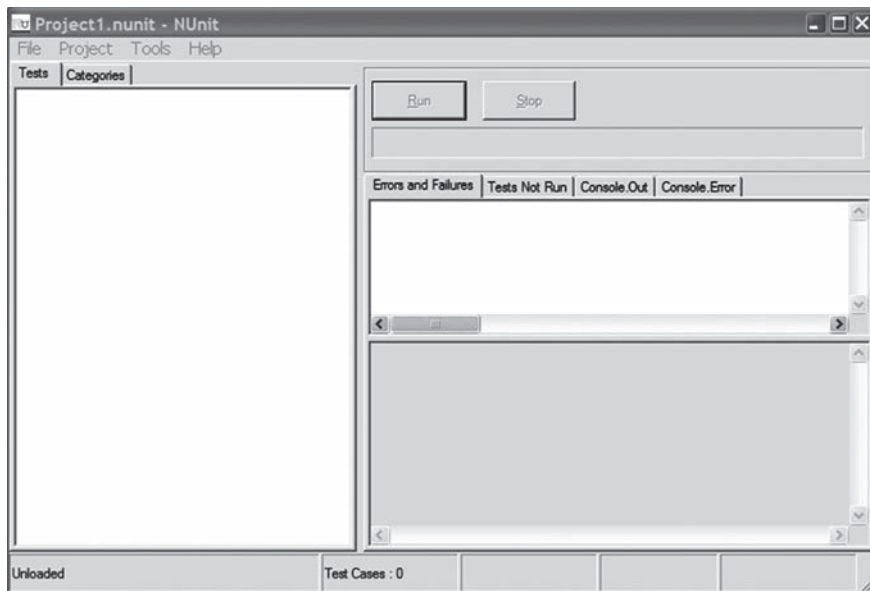 Project1.nunit - NUnit
File Project Tools Help
Tests Categories
Run Stop
Errors and Failures Tests Not Run Console.Out Console.Error
Unloaded Test Cases : 0